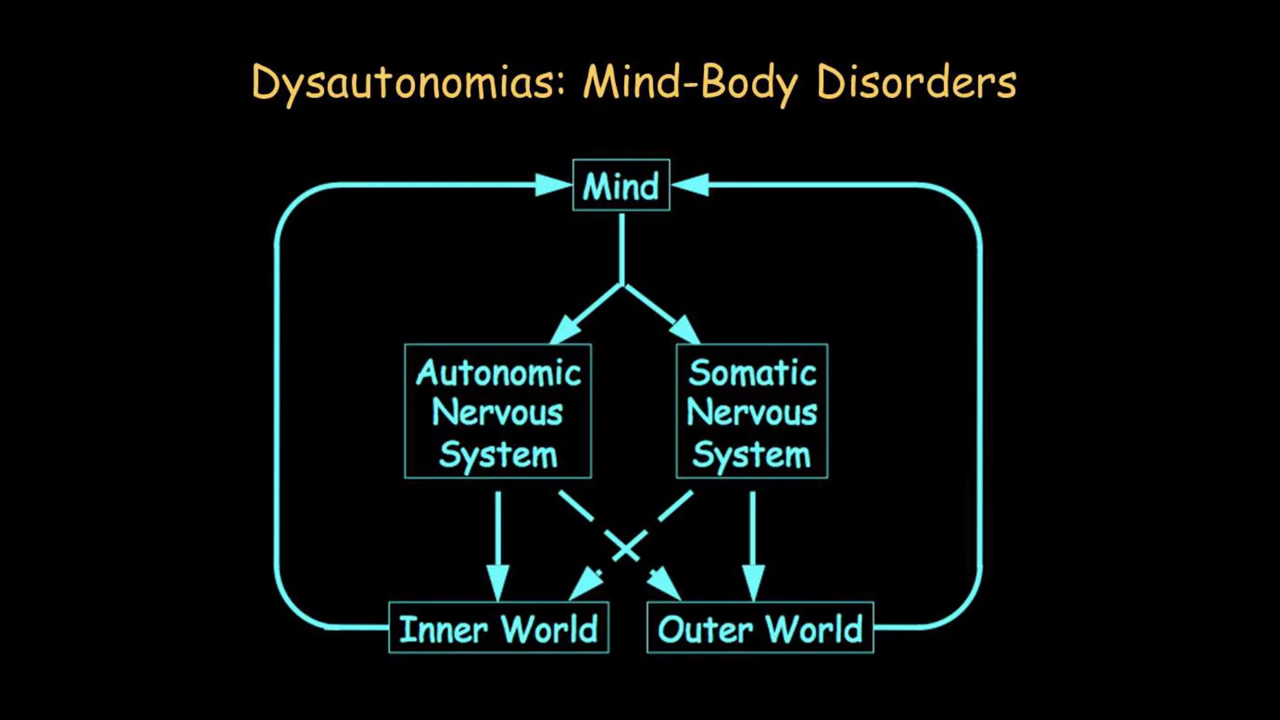 Dysautonomias: Mind-Body Disorders
Mind
Autonomic
Nervous
System
Somatic
Nervous
System
Inner World
Outer World